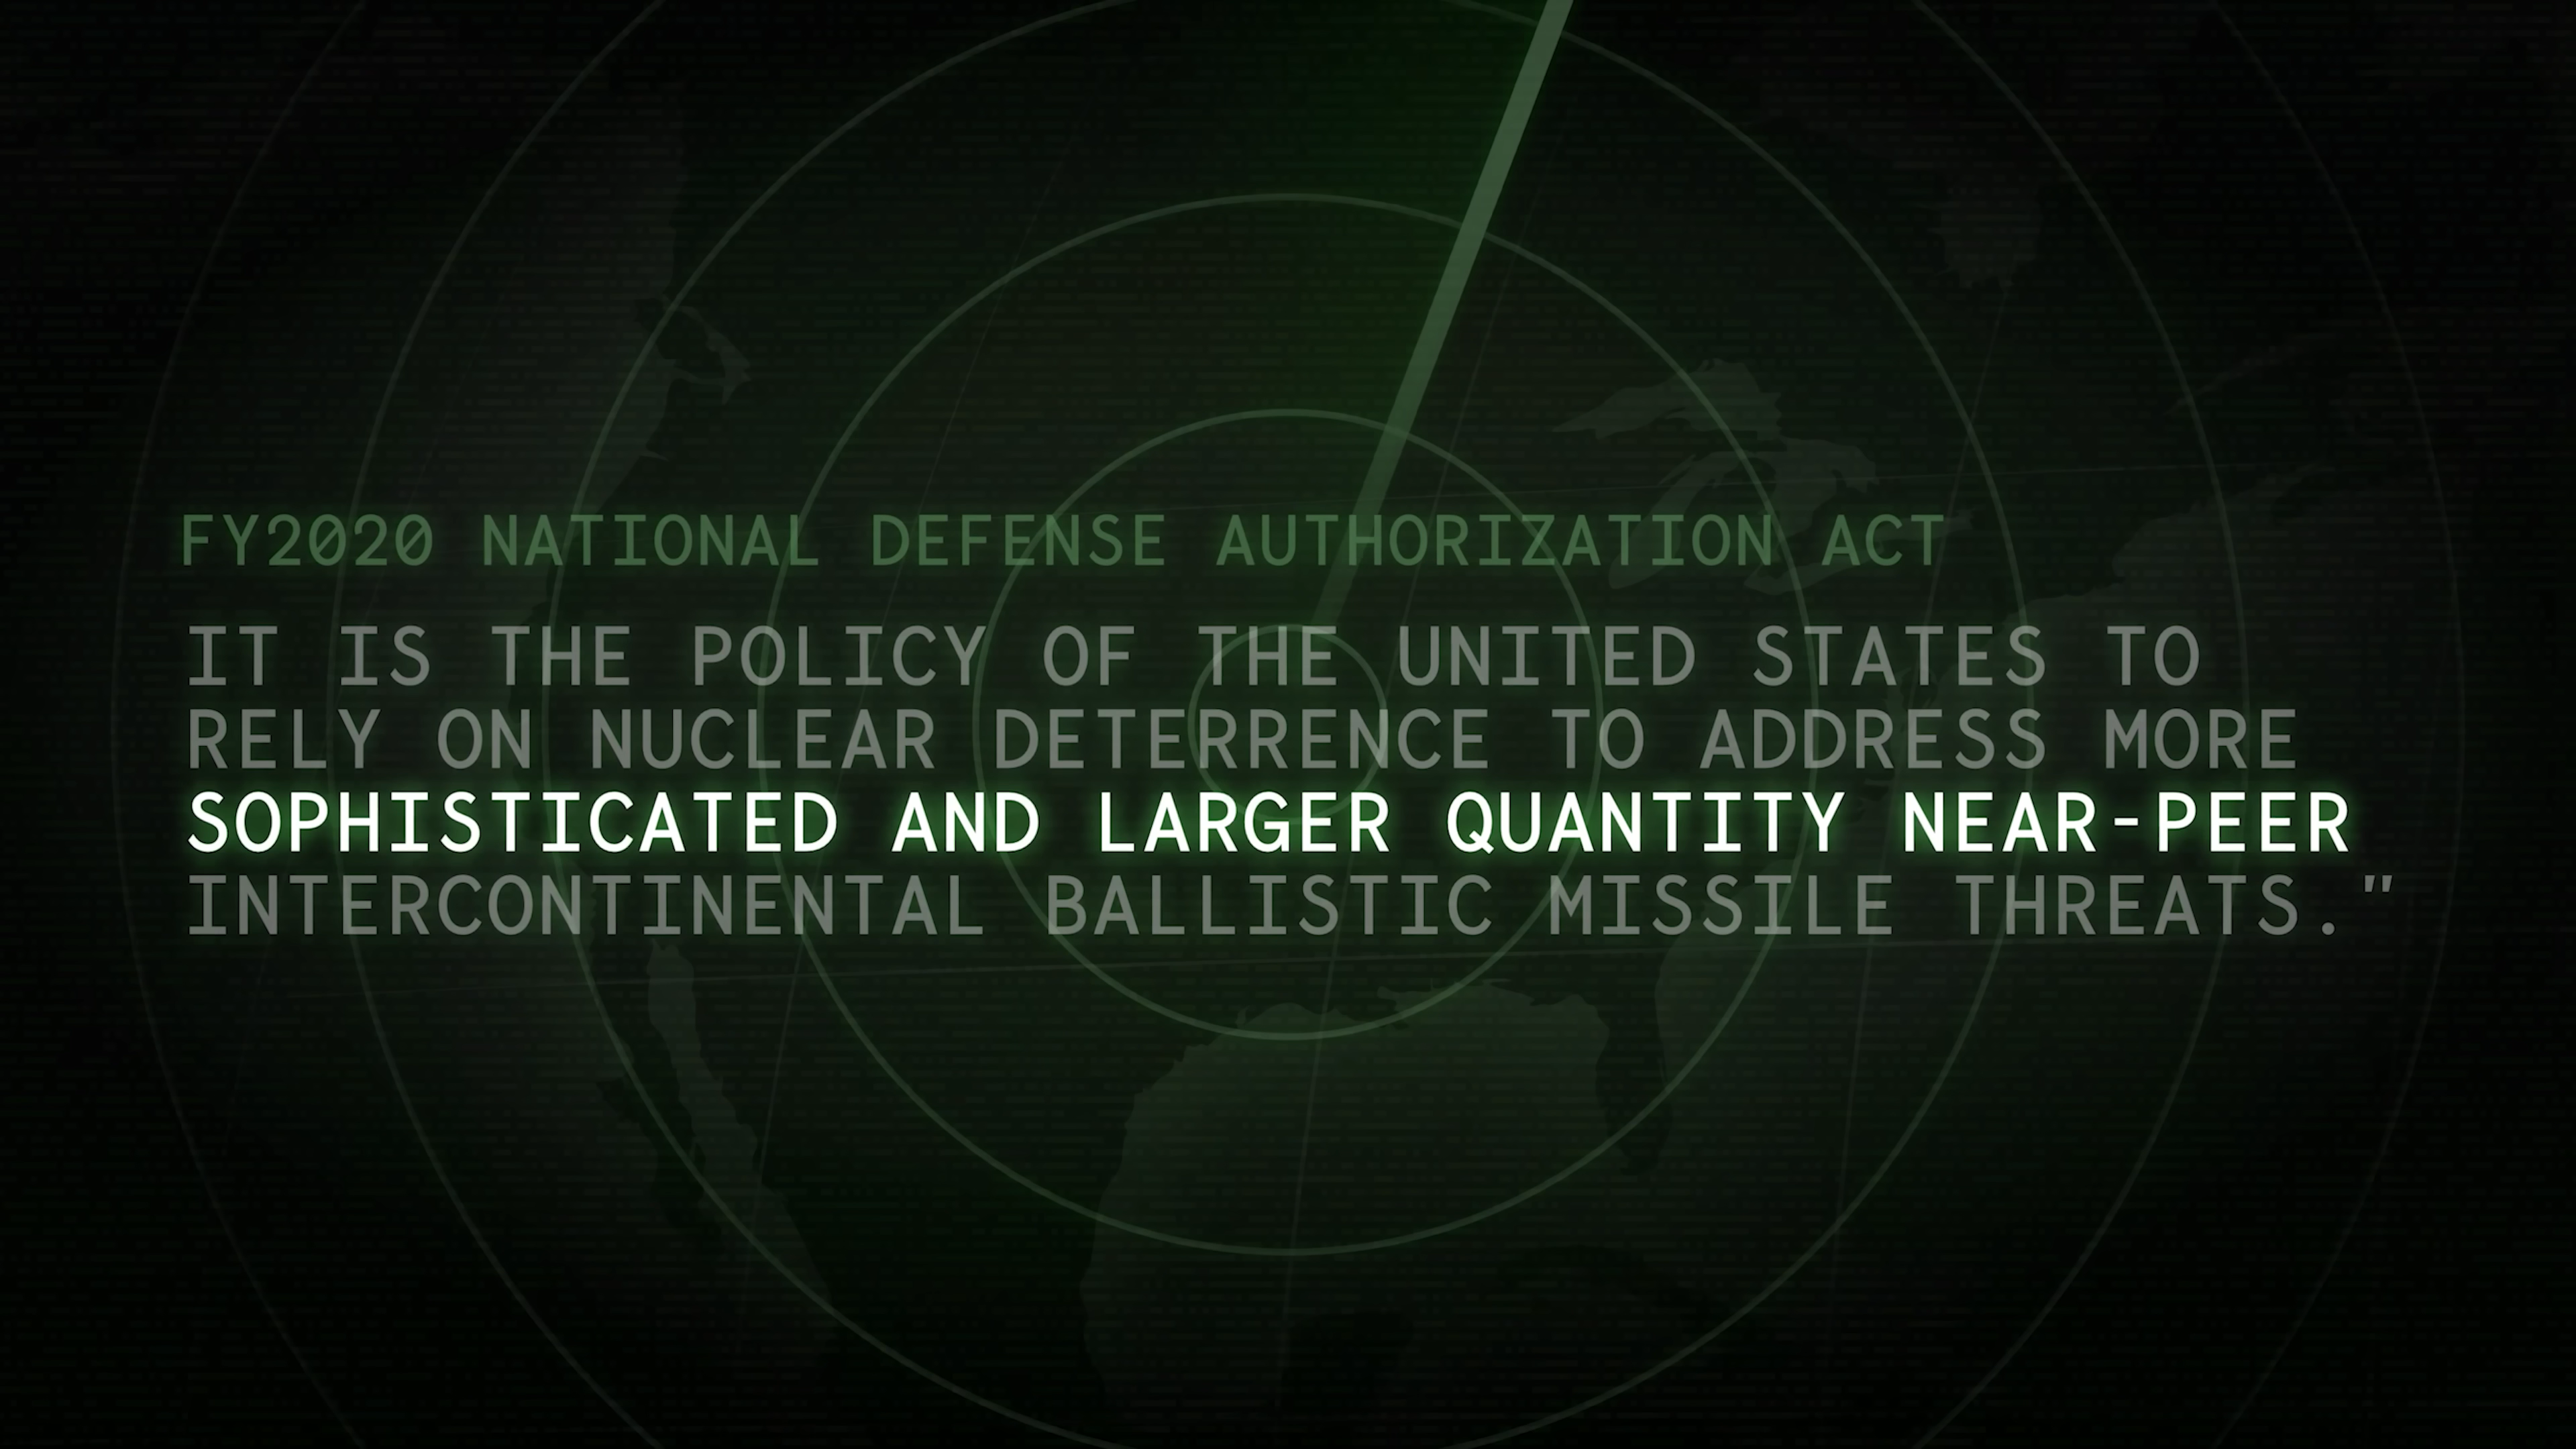 FY2020 NATIONAL DEFENSE AUTHORIZATION ACT
IT IS THE POLICY OF THE UNITED STATES TO
RELY ON NUCLEAR DETERRENCE TO ADDRESS MORE
SOPHISTICATED AND LARGER QUANTITY NEAR-PEER
INTERCONTINENTAL BALLISTIC MISSILE THREATS."